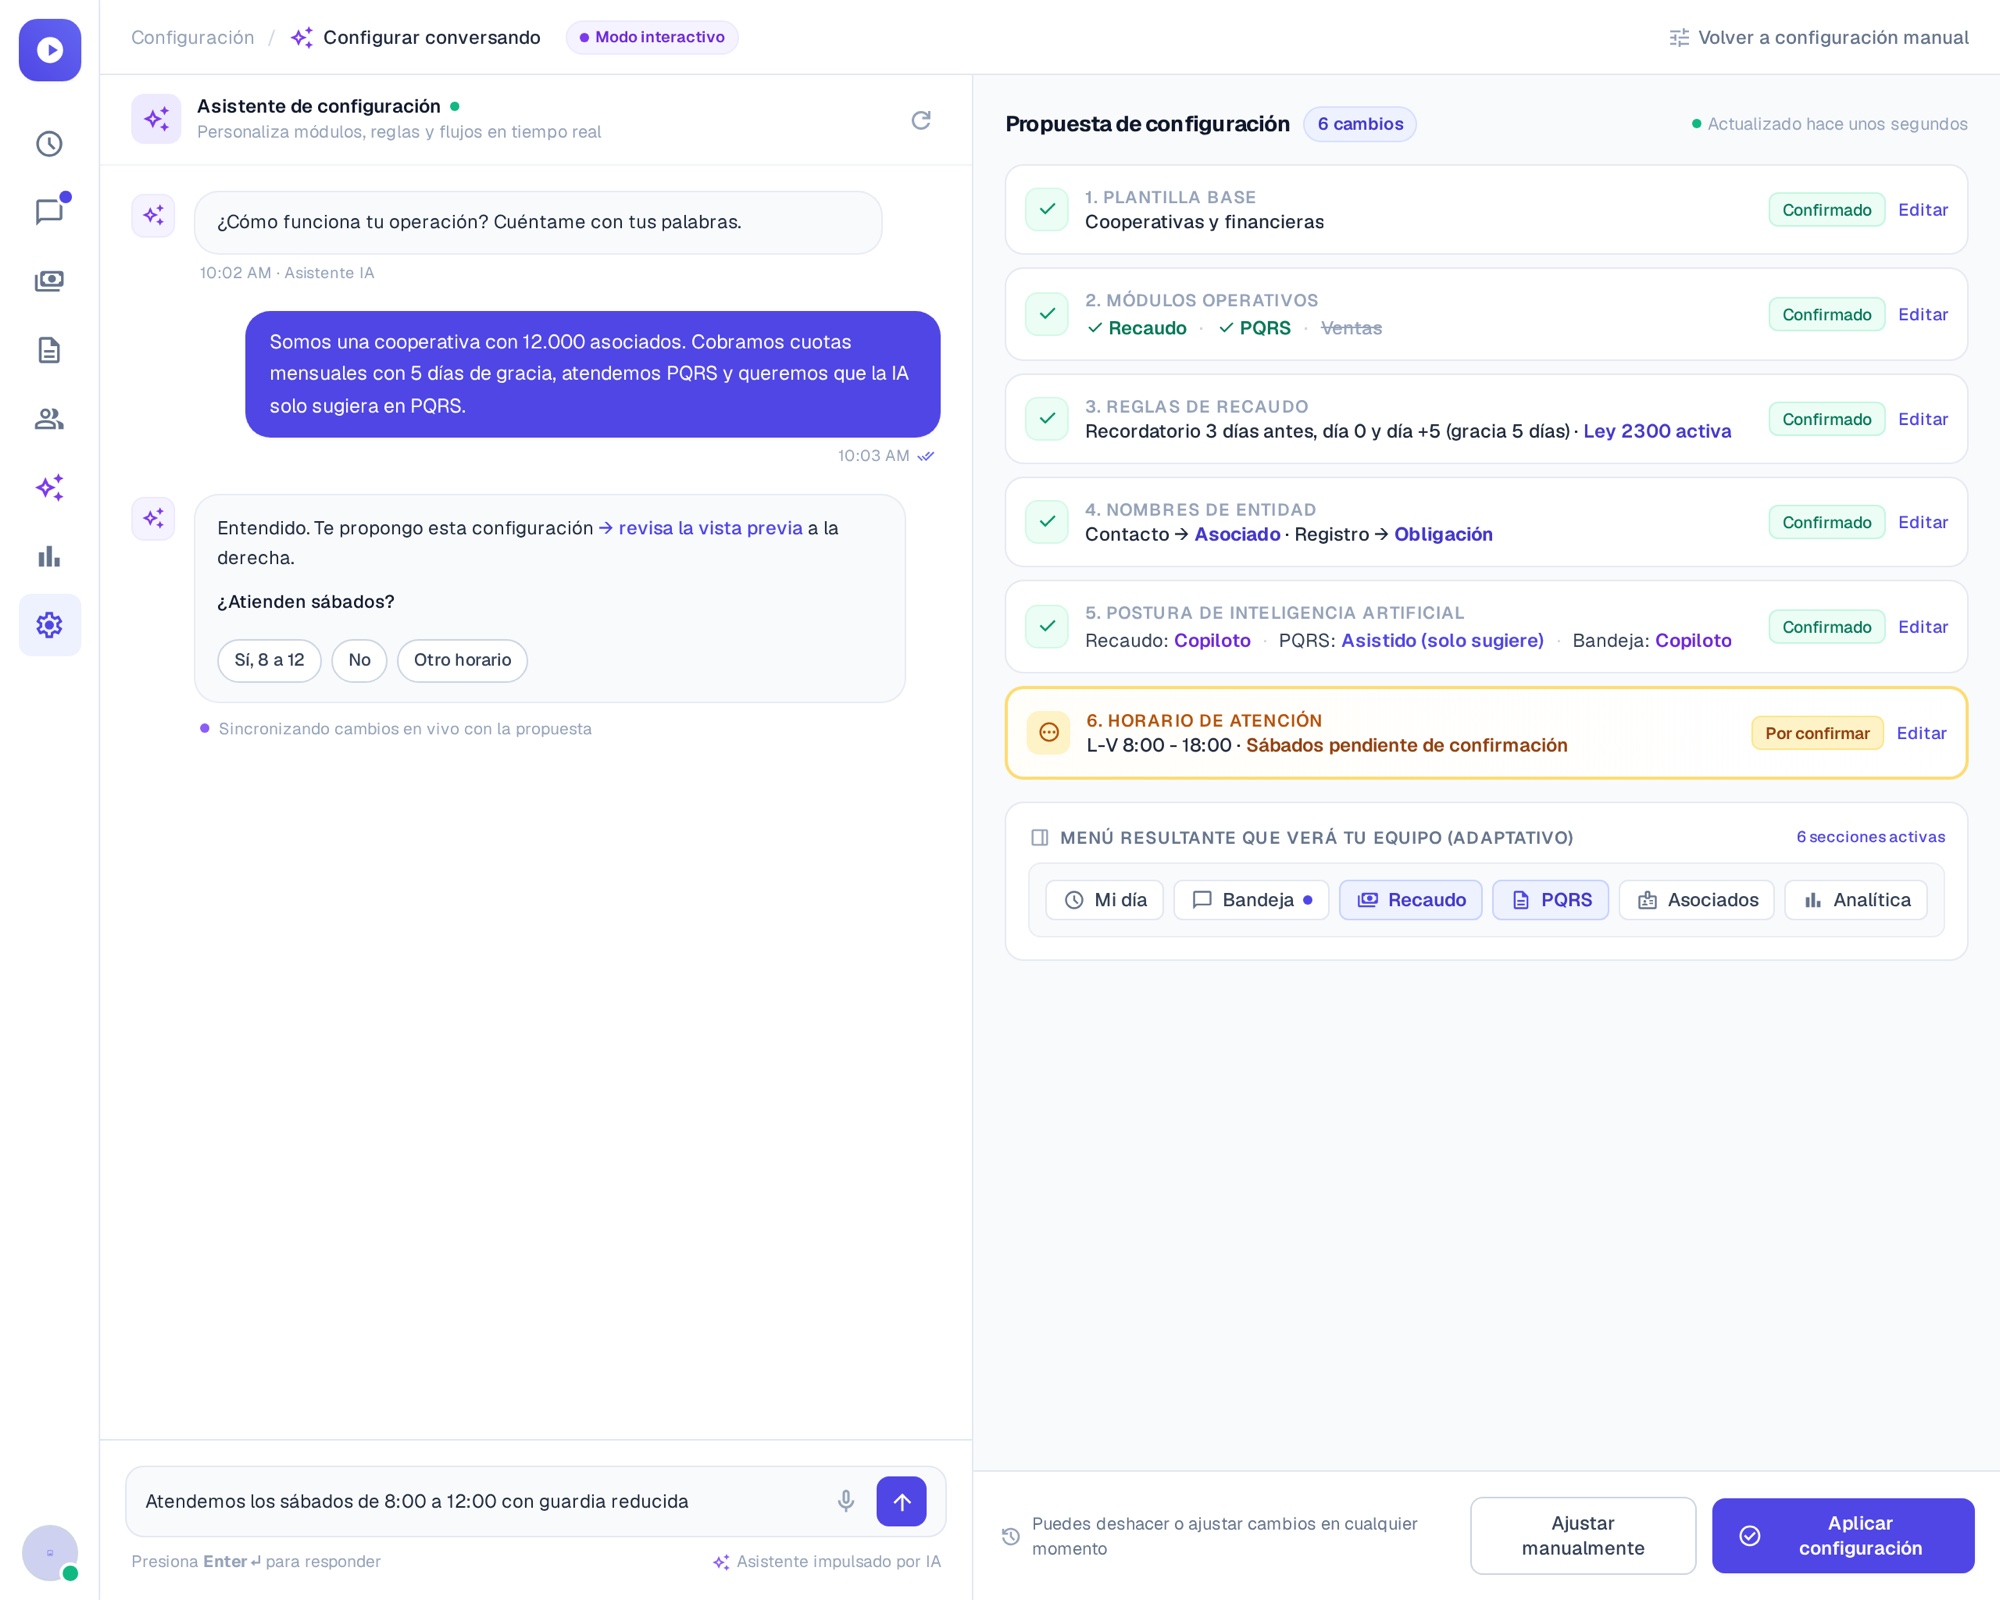 Configuración / Configurar conversando Modo interactivo Volver a configuración manual
Asistente de configuración
Personaliza módulos, reglas y flujos en tiempo real
¿Cómo funciona tu operación? Cuéntame con tus palabras.
10:02 AM · Asistente IA
Somos una cooperativa con 12.000 asociados. Cobramos cuotas
mensuales con 5 días de gracia, atendemos PQRS y queremos que la IA
solo sugiera en PQRS.
10:03 AM
Entendido. Te propongo esta configuración → revisa la vista previa a la
derecha.
¿Atienden sábados?
Sí, 8 a 12 No Otro horario
Sincronizando cambios en vivo con la propuesta
Atendemos los sábados de 8:00 a 12:00 con guardia reducida
Presiona Enter ↵ para responder Asistente impulsado por IA
Propuesta de configuración 6 cambios Actualizado hace unos segundos
1. PLANTILLA BASE
Cooperativas y financieras Confirmado Editar
2. MÓDULOS OPERATIVOS
Recaudo · PQRS · Ventas Confirmado Editar
3. REGLAS DE RECAUDO
Recordatorio 3 días antes, día 0 y día +5 (gracia 5 días) · Ley 2300 activa Confirmado Editar
4. NOMBRES DE ENTIDAD
Contacto → Asociado · Registro → Obligación Confirmado Editar
5. POSTURA DE INTELIGENCIA ARTIFICIAL
Recaudo: Copiloto · PQRS: Asistido (solo sugiere) · Bandeja: Copiloto Confirmado Editar
6. HORARIO DE ATENCIÓN
L-V 8:00 - 18:00 · Sábados pendiente de confirmación Por confirmar Editar
MENÚ RESULTANTE QUE VERÁ TU EQUIPO (ADAPTATIVO) 6 secciones activas
Mi día Bandeja Recaudo PQRS Asociados Analítica
Puedes deshacer o ajustar cambios en cualquier
momento
Ajustar
manualmente
Aplicar
configuración